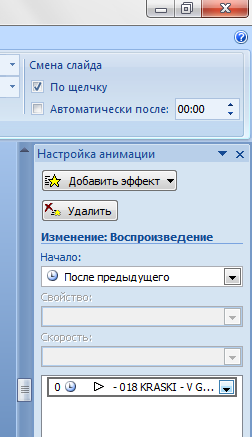 Смена слайда
По щелчку
Автоматически после: 00:00
Настройка анимации
Добавить эффект
Удалить
Изменение: Воспроизведение
Начало:
После предыдущего
Свойство:
Скорость:
0 - 018 KRASKI - V G...